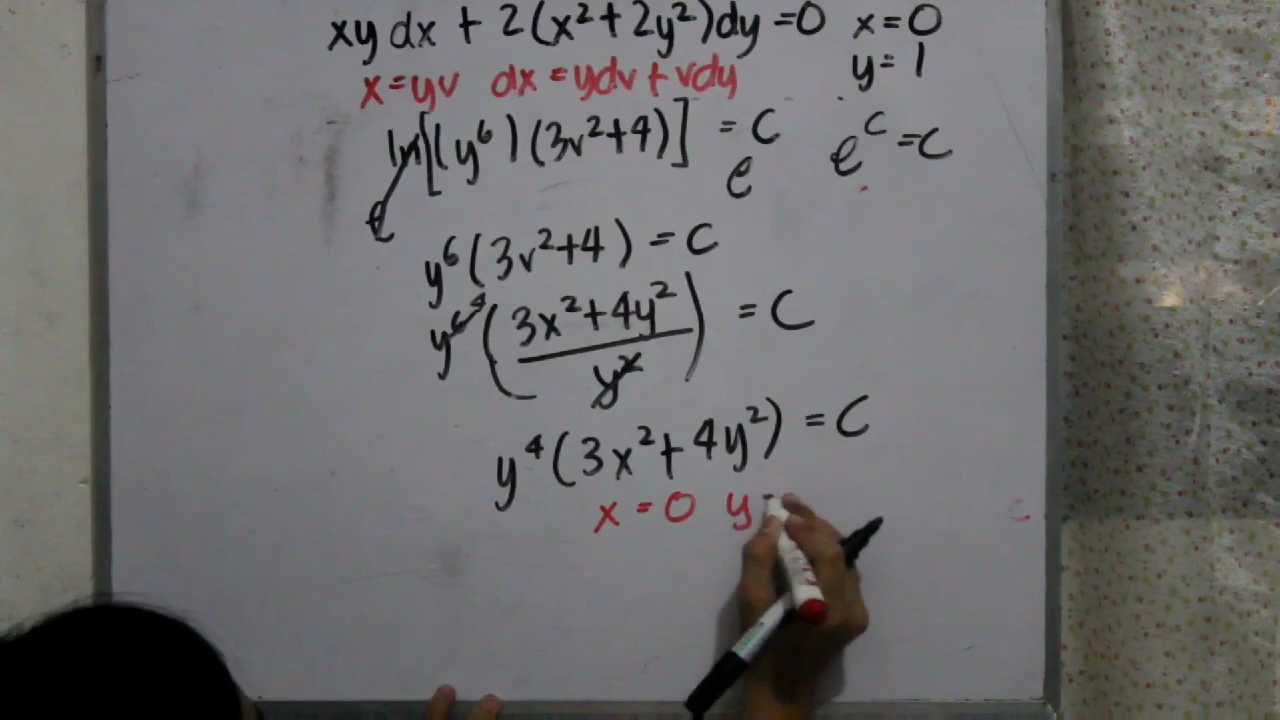 xy dx + 2(x²+2y²)dy =0 x=0
x=yv dx=ydv+vdy y=1
ln[(y⁶)(3v²+4)] = C e^C=C
e e
y⁶(3v²+4) = C
y⁶ ⁴ (3x²+4y² / y²) = C
y⁴(3x²+4y²) = C
x=0 y=